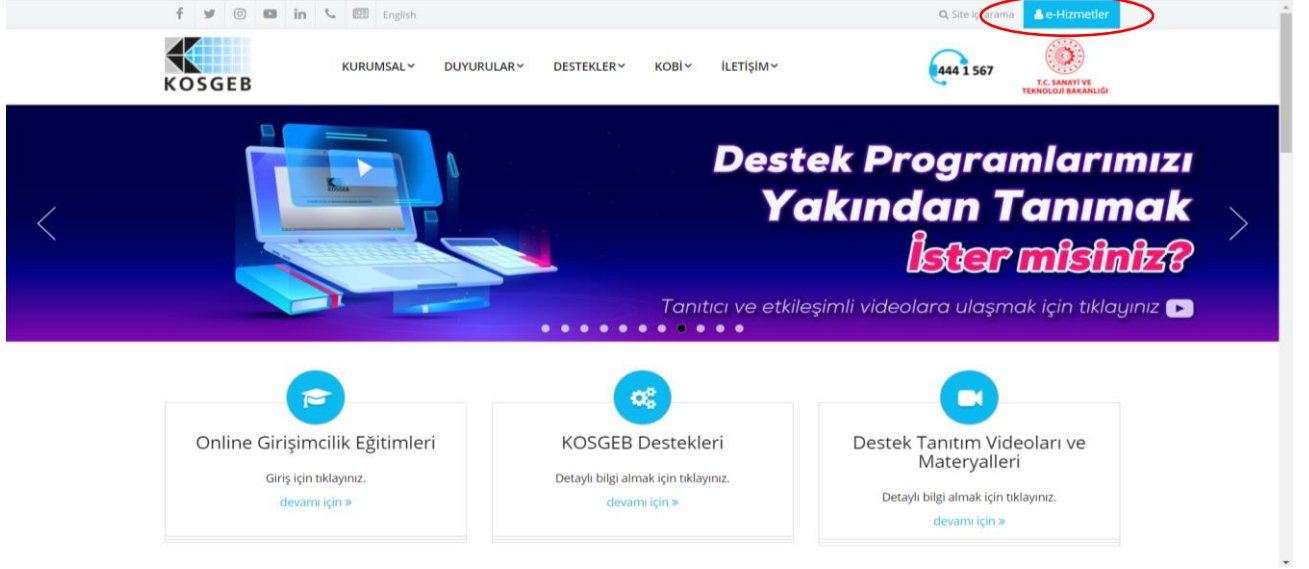 English
Site içi arama
e-Hizmetler
KOSGEB
KURUMSAL
DUYURULAR
DESTEKLER
KOBİ
İLETİŞİM
444 1 567
T.C. SANAYİ VE
TEKNOLOJİ BAKANLIĞI
KOSGEB
Destek Programlarımızı
Yakından Tanımak
İster misiniz?
Tanıtıcı ve etkileşimli videolara ulaşmak için tıklayınız
Online Girişimcilik Eğitimleri
Giriş için tıklayınız.
devamı için »
KOSGEB Destekleri
Detaylı bilgi almak için tıklayınız.
devamı için »
Destek Tanıtım Videoları ve
Materyalleri
Detaylı bilgi almak için tıklayınız.
devamı için »